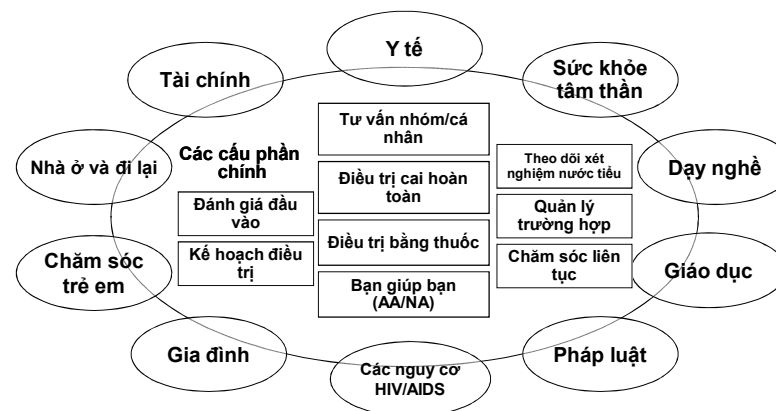 Y tế
Tài chính
Sức khỏe
tâm thần
Tư vấn nhóm/cá
nhân
Nhà ở và đi lại
Các cấu phần
chính
Theo dõi xét
nghiệm nước tiểu
Dạy nghề
Điều trị cai hoàn
toàn
Đánh giá đầu
vào
Quản lý
trường hợp
Điều trị bằng thuốc
Kế hoạch điều
trị
Chăm sóc liên
tục
Chăm sóc
trẻ em
Giáo dục
Bạn giúp bạn
(AA/NA)
Gia đình
Pháp luật
Các nguy cơ
HIV/AIDS